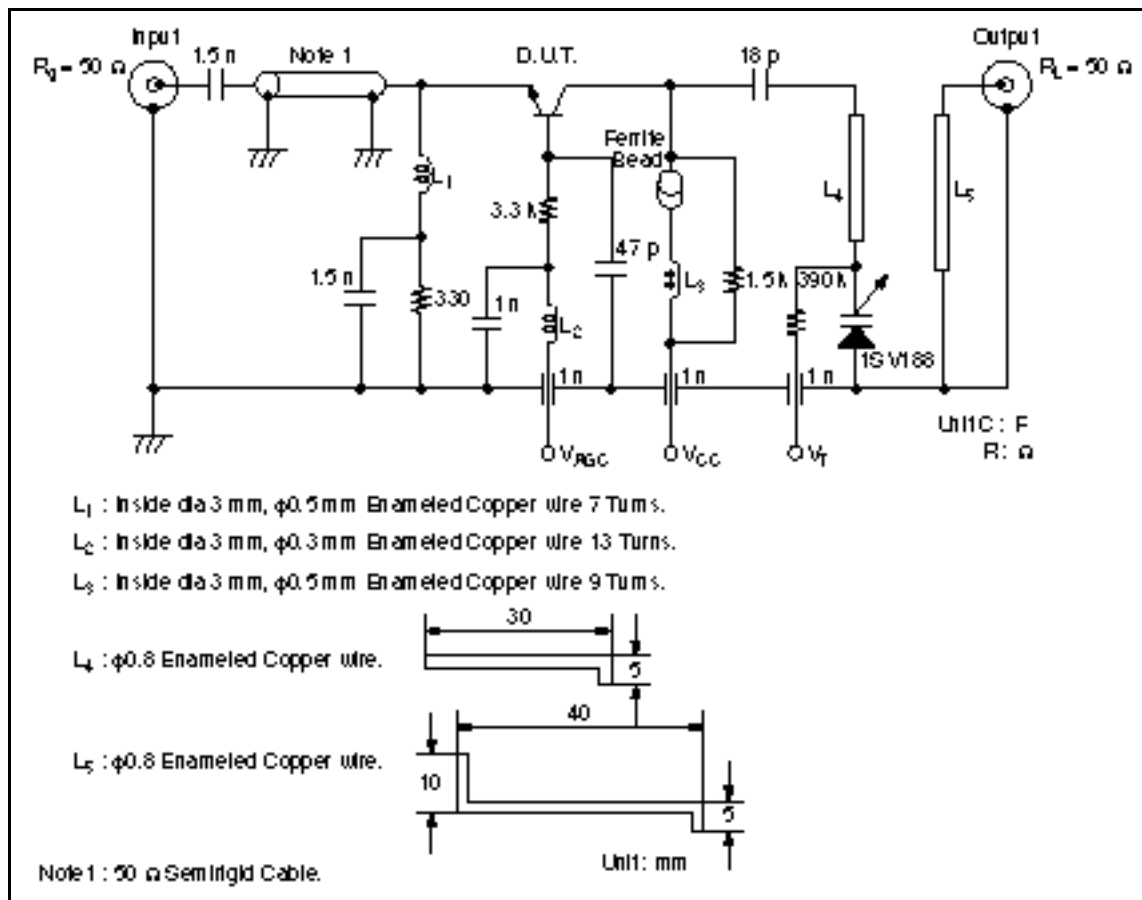 Input
Output
Rg = 50 Ω
1.5 n
Note 1
D.U.T.
18 p
RL = 50 Ω
Ferrite
Bead
L1
3.3 k
47 p
L4
L5
1.5 n
330
1 n
L2
L3
1.5 k
390 k
1SV188
1 n
1 n
1 n
Unit C : F
R : Ω
VAGC
VCC
VT
L1 : Inside dia 3 mm, φ0.5 mm Enameled Copper wire 7 Turns.
L2 : Inside dia 3 mm, φ0.3 mm Enameled Copper wire 13 Turns.
L3 : Inside dia 3 mm, φ0.5 mm Enameled Copper wire 9 Turns.
30
L4 : φ0.8 Enameled Copper wire.
5
40
L5 : φ0.8 Enameled Copper wire.
10
5
Unit : mm
Note 1 : 50 Ω Semirigid Cable.